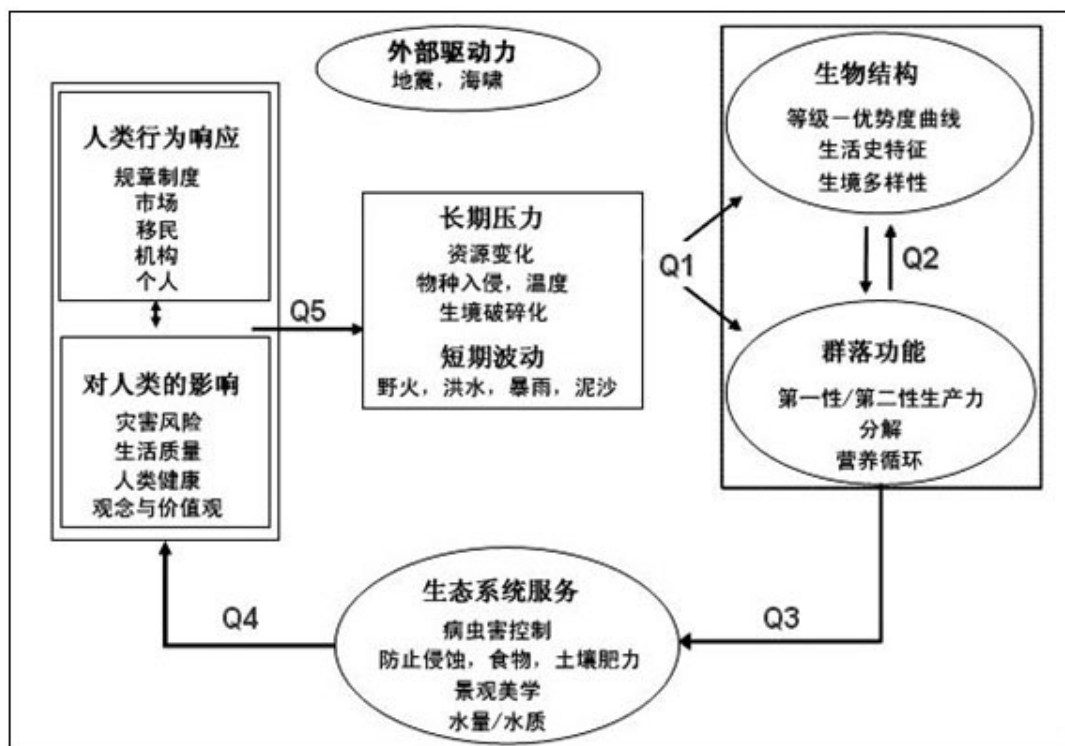 外部驱动力
地震，海啸
人类行为响应
规章制度
市场
移民
机构
个人
对人类的影响
灾害风险
生活质量
人类健康
观念与价值观
Q5
长期压力
资源变化
物种入侵，温度
生境破碎化
短期波动
野火，洪水，暴雨，泥沙
Q1
生物结构
等级－优势度曲线
生活史特征
生境多样性
Q2
群落功能
第一性/第二性生产力
分解
营养循环
Q3
生态系统服务
病虫害控制
防止侵蚀，食物，土壤肥力
景观美学
水量/水质
Q4